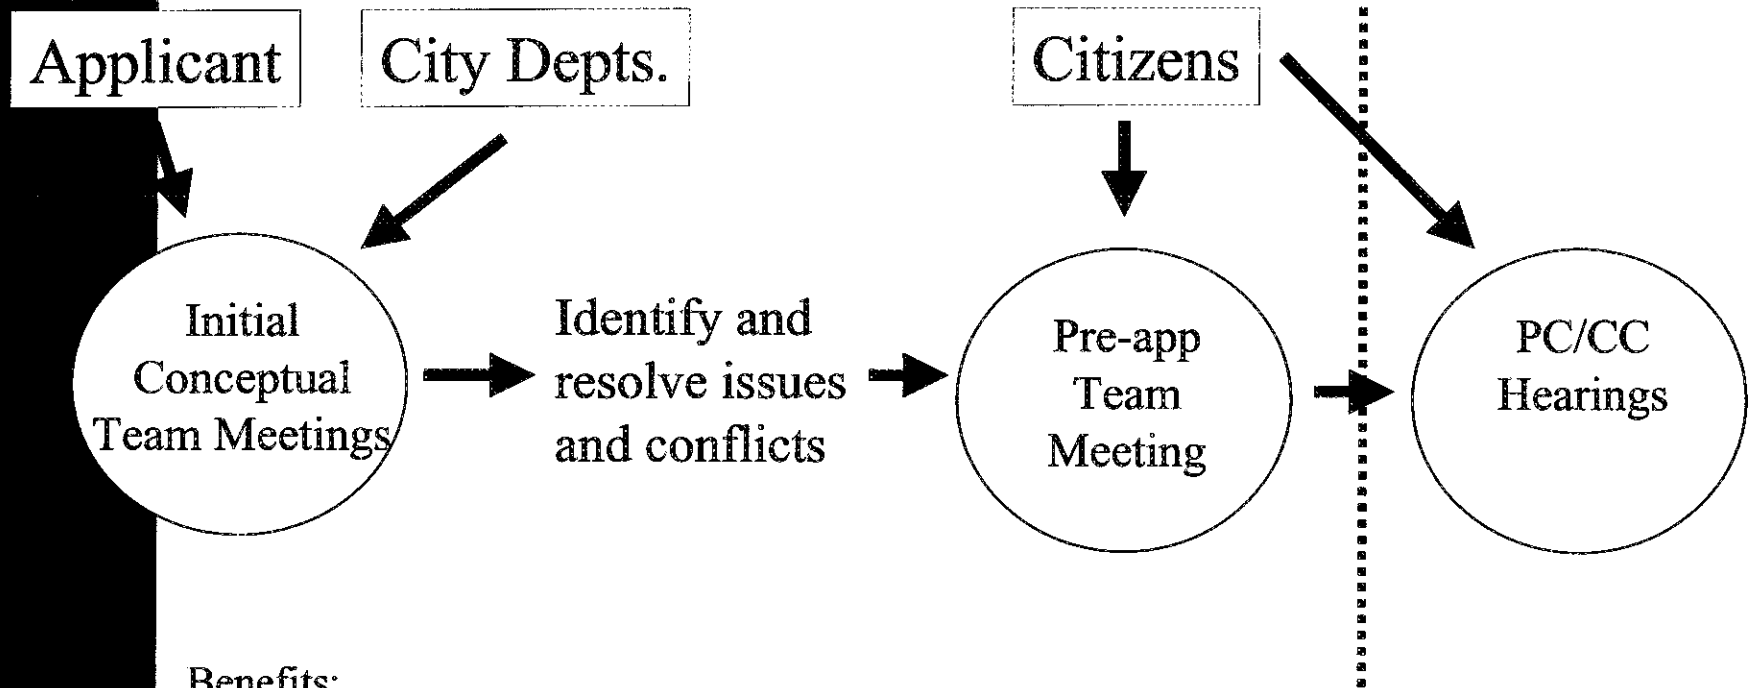 Applicant
City Depts.
Citizens
Initial
Conceptual
Team Meetings
Identify and
resolve issues
and conflicts
Pre-app
Team
Meeting
PC/CC
Hearings
Benefits: